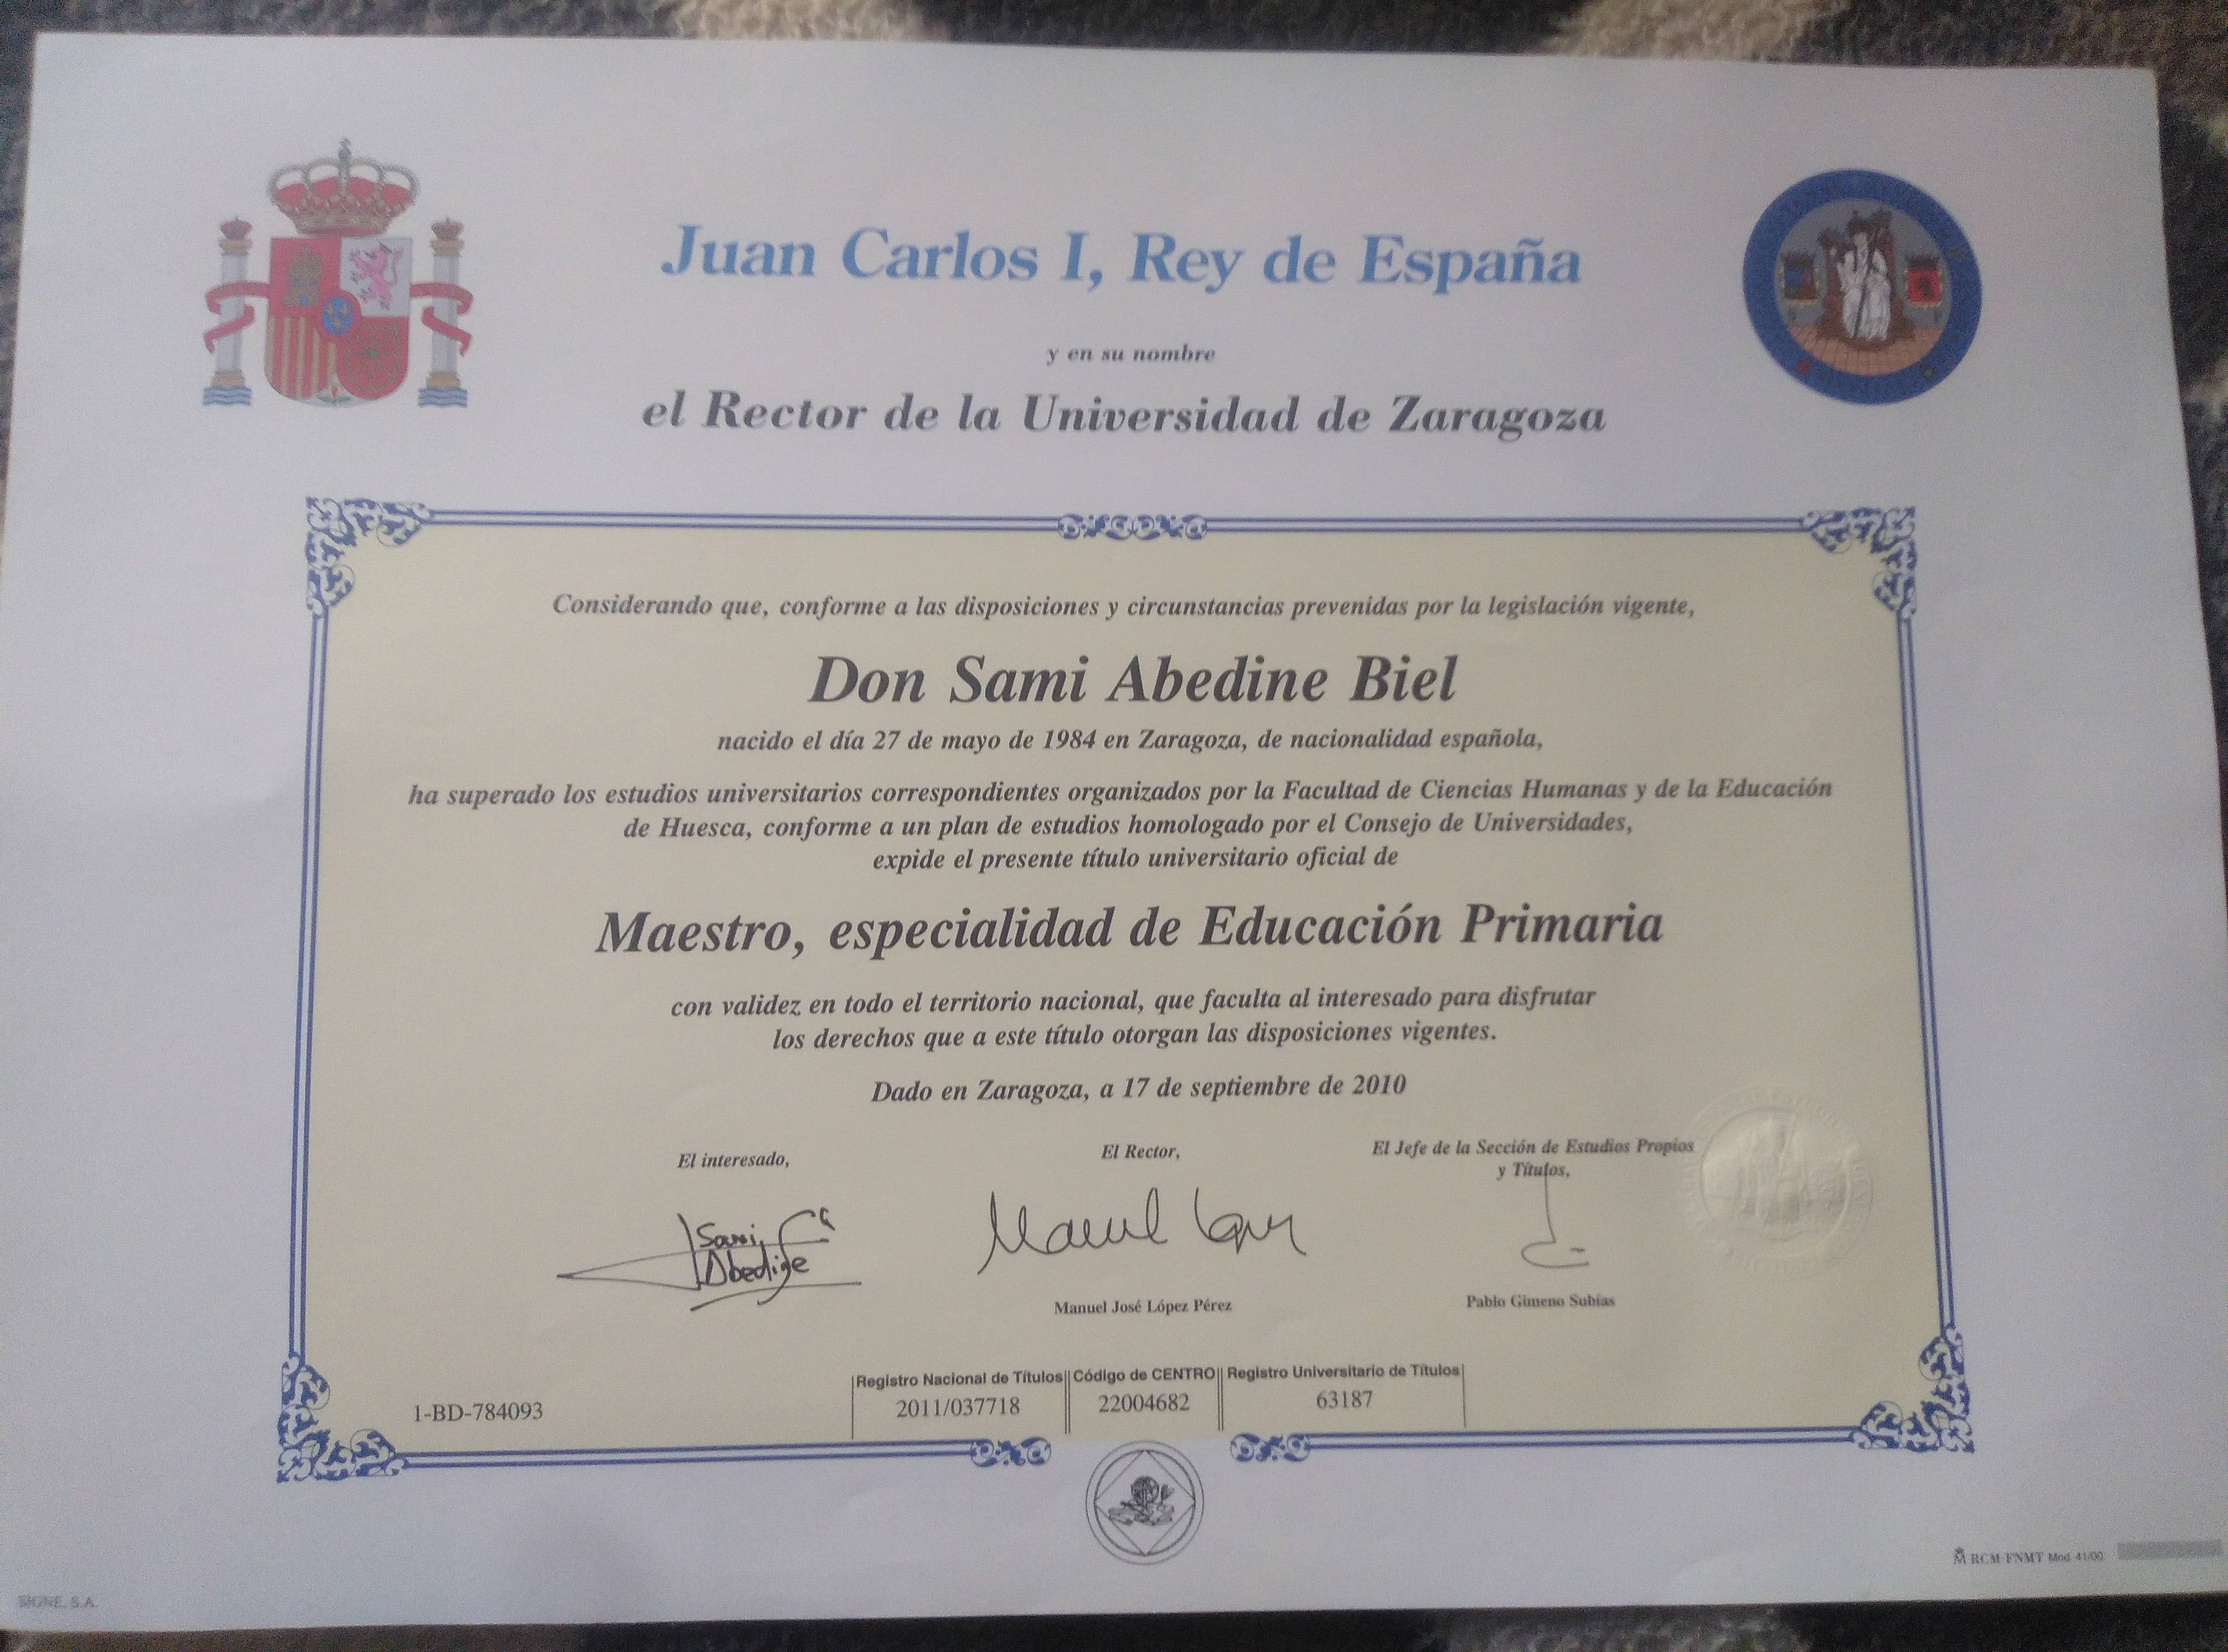 Juan Carlos I, Rey de España
y en su nombre
el Rector de la Universidad de Zaragoza
Considerando que, conforme a las disposiciones y circunstancias prevenidas por la legislación vigente,
Don Sami Abedine Biel
nacido el día 27 de mayo de 1984 en Zaragoza, de nacionalidad española,
ha superado los estudios universitarios correspondientes organizados por la Facultad de Ciencias Humanas y de la Educación
de Huesca, conforme a un plan de estudios homologado por el Consejo de Universidades,
expide el presente título universitario oficial de
Maestro, especialidad de Educación Primaria
con validez en todo el territorio nacional, que faculta al interesado para disfrutar
los derechos que a este título otorgan las disposiciones vigentes.
Dado en Zaragoza, a 17 de septiembre de 2010
El interesado,
El Rector,
El Jefe de la Sección de Estudios Propios
y Títulos,
Sami
Abedine
Manuel José López Pérez
Pablo Gimeno Subías
Registro Nacional de Títulos Código de CENTRO Registro Universitario de Títulos
1-BD-784093 2011/037718 22004682 63187
RCM-FNMT Mod. 41/00
SIGRE, S.A.